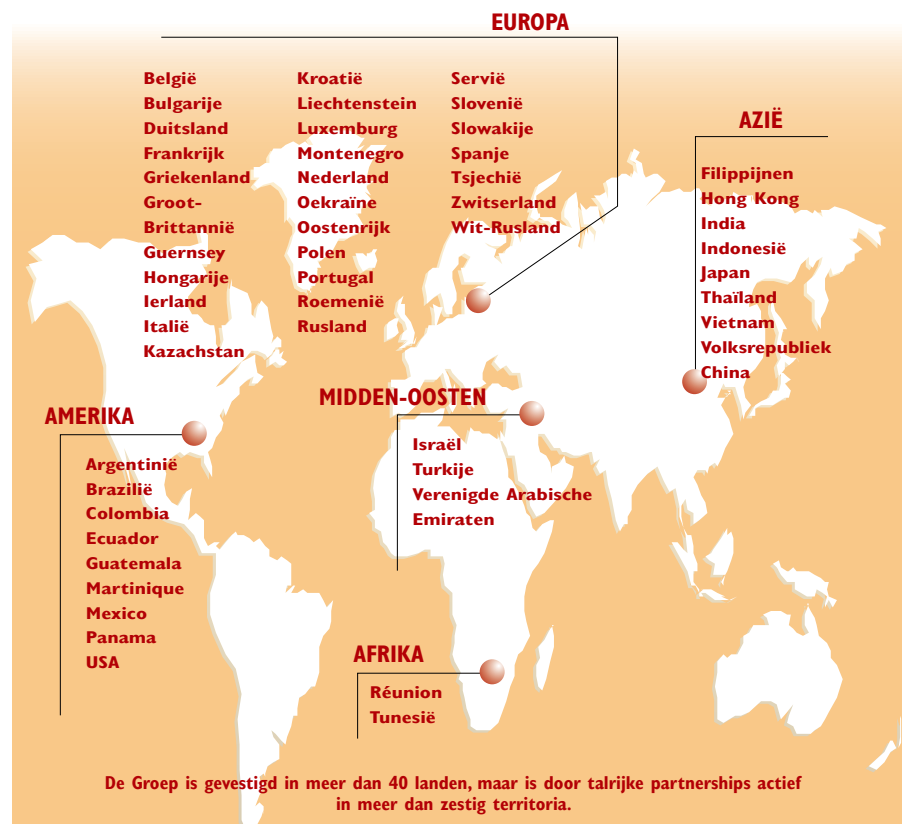 EUROPA
België
Bulgarije
Duitsland
Frankrijk
Griekenland
Groot-
Brittannië
Guernsey
Hongarije
Ierland
Italië
Kazachstan
Kroatië
Liechtenstein
Luxemburg
Montenegro
Nederland
Oekraïne
Oostenrijk
Polen
Portugal
Roemenië
Rusland
Servië
Slovenië
Slowakije
Spanje
Tsjechië
Zwitserland
Wit-Rusland
AZIË
Filippijnen
Hong Kong
India
Indonesië
Japan
Thaïland
Vietnam
Volksrepubliek
China
MIDDEN-OOSTEN
Israël
Turkije
Verenigde Arabische
Emiraten
AMERIKA
Argentinië
Brazilië
Colombia
Ecuador
Guatemala
Martinique
Mexico
Panama
USA
AFRIKA
Réunion
Tunesië
De Groep is gevestigd in meer dan 40 landen, maar is door talrijke partnerships actief
in meer dan zestig territoria.